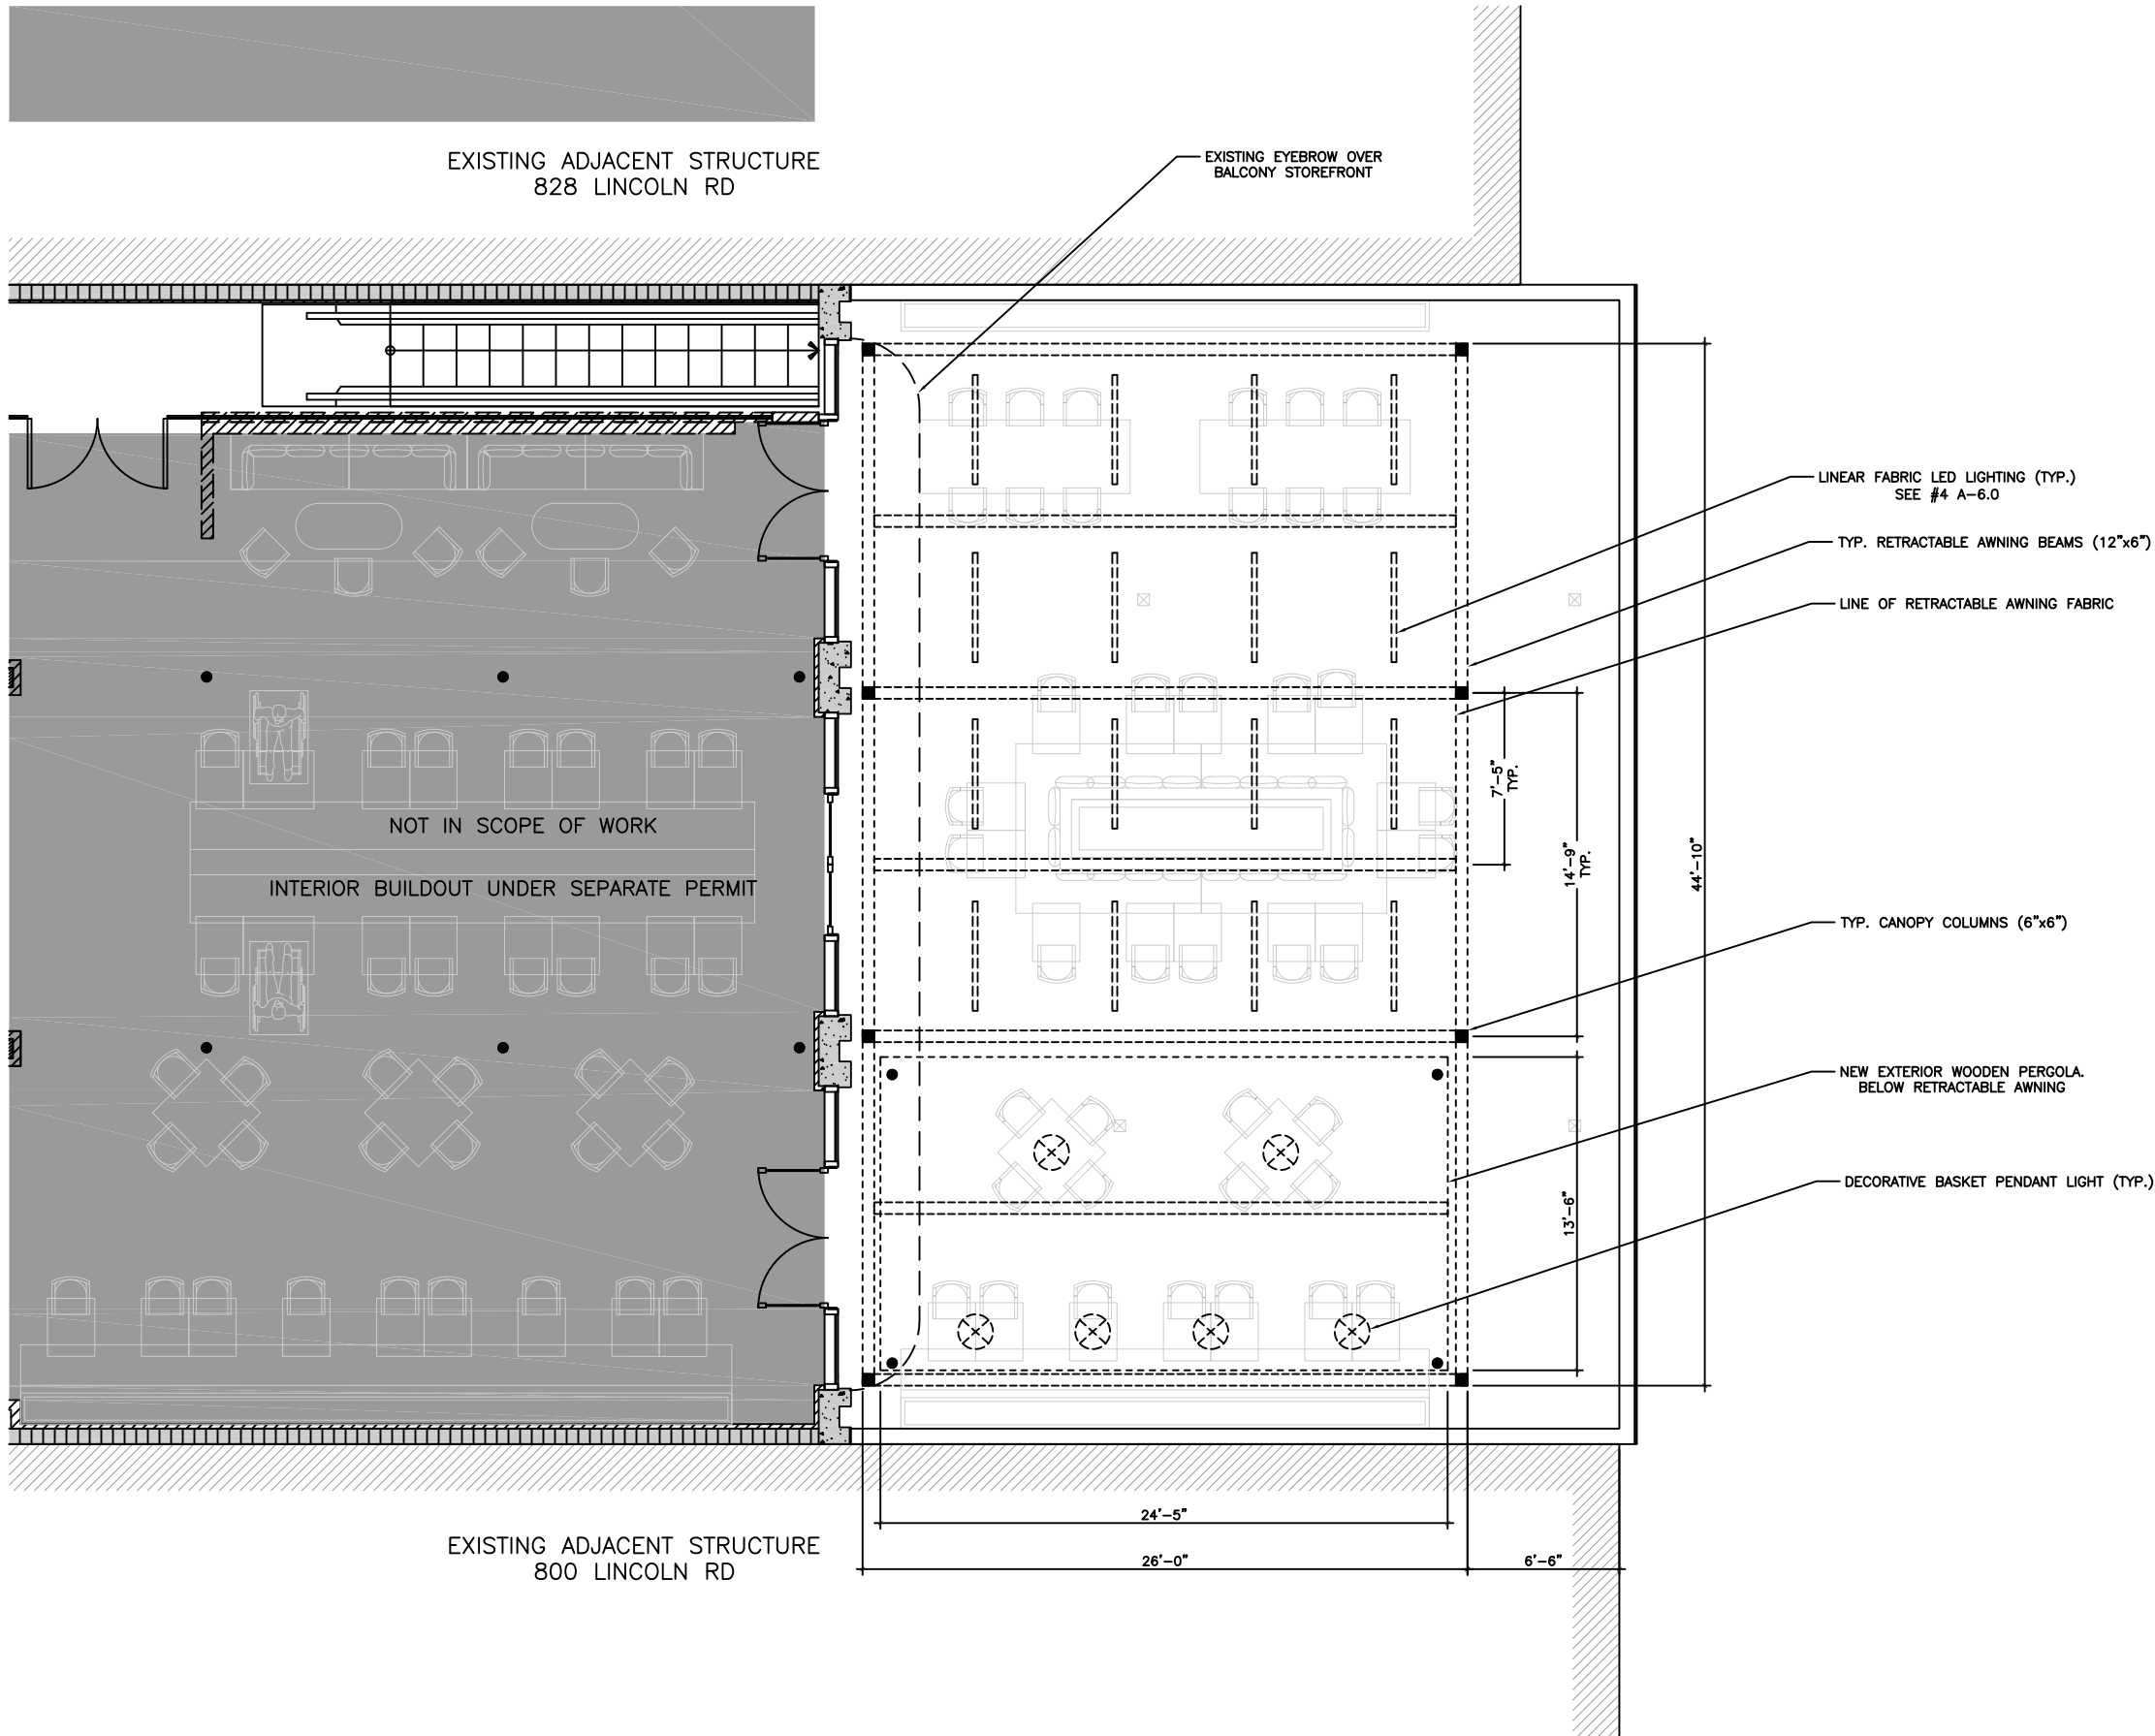 EXISTING ADJACENT STRUCTURE
828 LINCOLN RD
EXISTING EYEBROW OVER
BALCONY STOREFRONT
LINEAR FABRIC LED LIGHTING (TYP.)
SEE #4 A-6.0
TYP. RETRACTABLE AWNING BEAMS (12"x6")
LINE OF RETRACTABLE AWNING FABRIC
7'-5"
TYP.
14'-9"
TYP.
44'-10"
NOT IN SCOPE OF WORK
INTERIOR BUILDOUT UNDER SEPARATE PERMIT
TYP. CANOPY COLUMNS (6"x6")
NEW EXTERIOR WOODEN PERGOLA.
BELOW RETRACTABLE AWNING
DECORATIVE BASKET PENDANT LIGHT (TYP.)
13'-6"
24'-5"
26'-0"
6'-6"
EXISTING ADJACENT STRUCTURE
800 LINCOLN RD